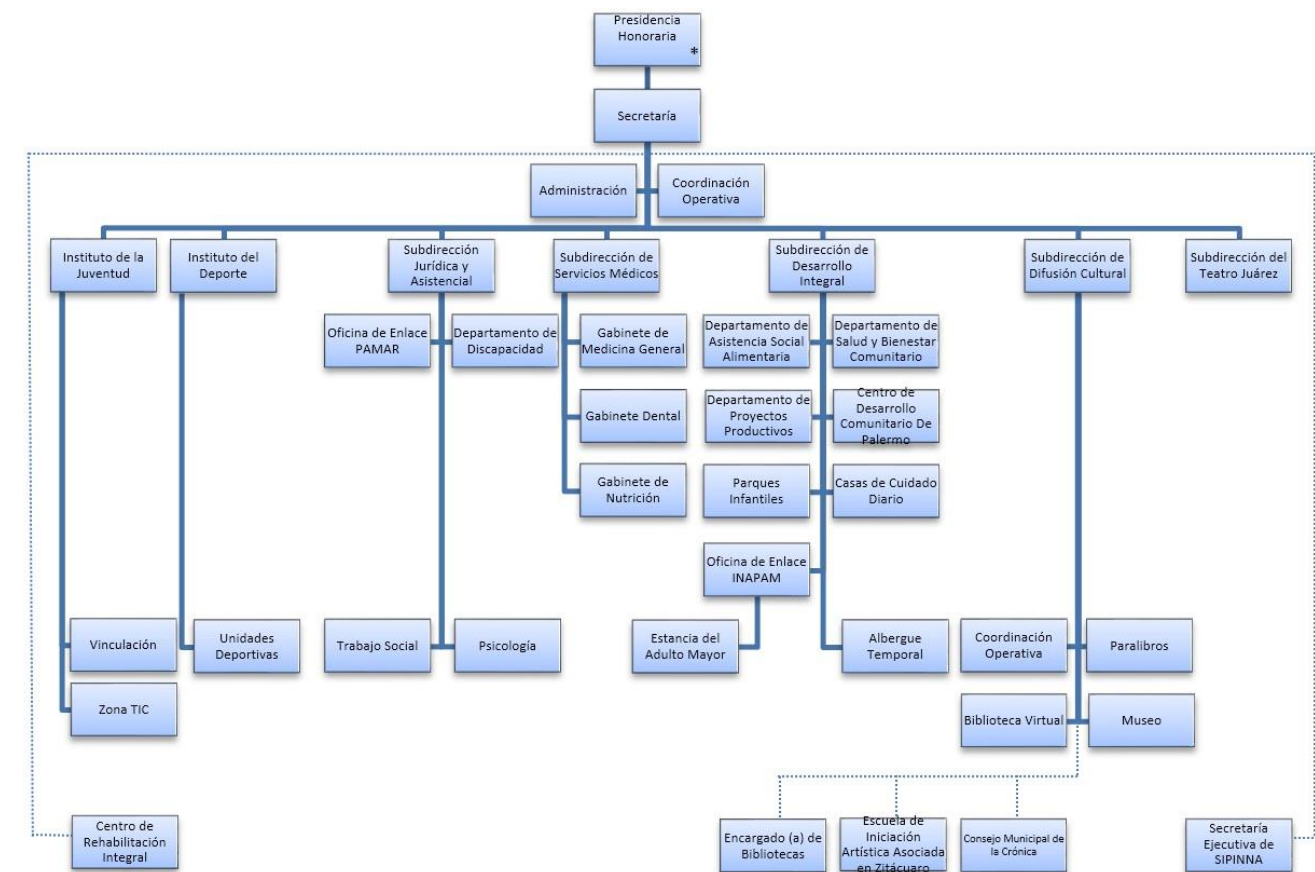 Presidencia
Honoraria
*
Secretaría
Administración
Coordinación
Operativa
Instituto de la
Juventud
Instituto del
Deporte
Subdirección
Jurídica y
Asistencial
Subdirección de
Servicios Médicos
Subdirección de
Desarrollo
Integral
Subdirección de
Difusión Cultural
Subdirección del
Teatro Juárez
Oficina de Enlace
PAMAR
Departamento de
Discapacidad
Gabinete de
Medicina General
Departamento de
Asistencia Social
Alimentaria
Departamento de
Salud y Bienestar
Comunitario
Gabinete Dental
Departamento de
Proyectos
Productivos
Centro de
Desarrollo
Comunitario De
Palermo
Gabinete de
Nutrición
Parques
Infantiles
Casas de Cuidado
Diario
Oficina de Enlace
INAPAM
Vinculación
Unidades
Deportivas
Trabajo Social
Psicología
Estancia del
Adulto Mayor
Albergue
Temporal
Coordinación
Operativa
Paralibros
Zona TIC
Biblioteca Virtual
Museo
Centro de
Rehabilitación
Integral
Encargado (a) de
Bibliotecas
Escuela de
Iniciación
Artística Asociada
en Zitácuaro
Consejo Municipal de
la Crónica
Secretaría
Ejecutiva de
SIPINNA